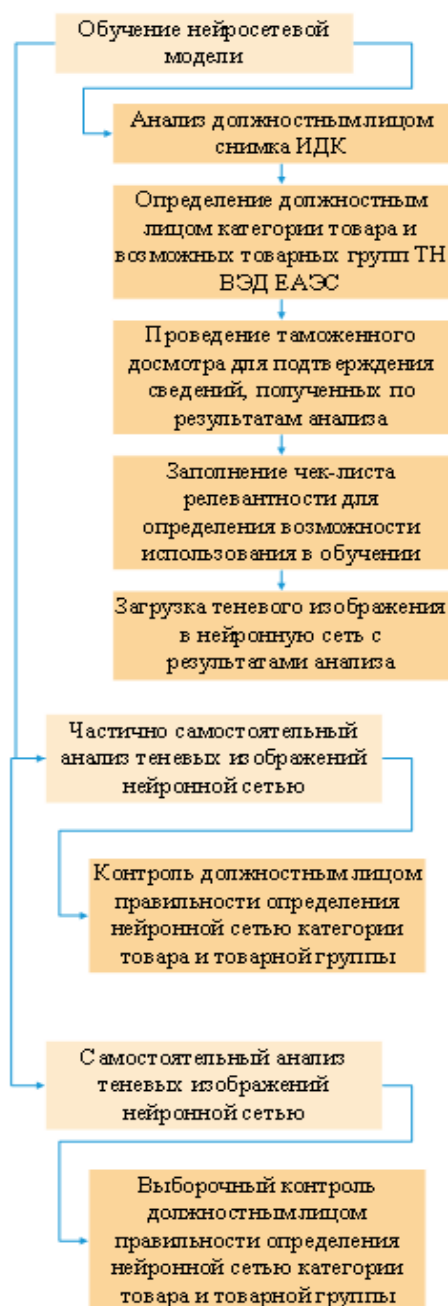 Обучение нейросетевой
модели
Анализ должностным лицом
снимка ИДК
Определение должностным
лицом категории товара и
возможных товарных групп ТН
ВЭД ЕАЭС
Проведение таможенного
досмотра для подтверждения
сведений, полученных по
результатам анализа
Заполнение чек-листа
релевантности для
определения возможности
использования в обучении
Загрузка теневого изображения
в нейронную сеть с
результатами анализа
Частично самостоятельный
анализ теневых изображений
нейронной сетью
Контроль должностным лицом
правильности определения
нейронной сетью категории
товара и товарной группы
Самостоятельный анализ
теневых изображений
нейронной сетью
Выборочный контроль
должностным лицом
правильности определения
нейронной сетью категории
товара и товарной группы